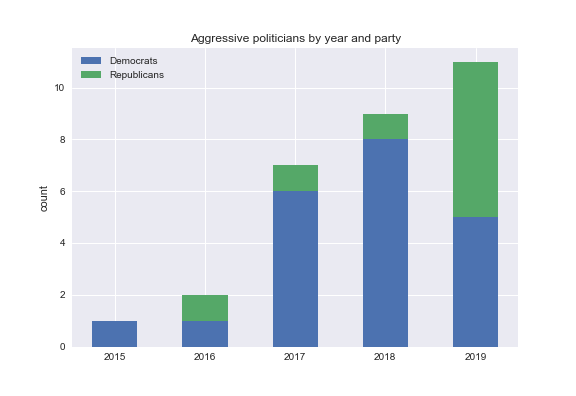 Aggressive politicians by year and party
Democrats
Republicans
10
8
6
4
2
0
count
2015 2016 2017 2018 2019